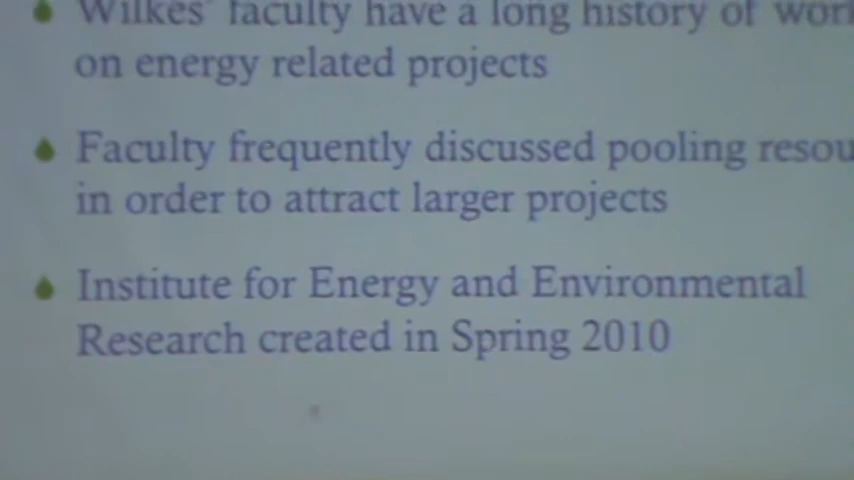 Wilkes' faculty have a long history of
on energy related projects
Faculty frequently discussed pooling
in order to attract larger projects
Institute for Energy and Environmental
Research created in Spring 2010